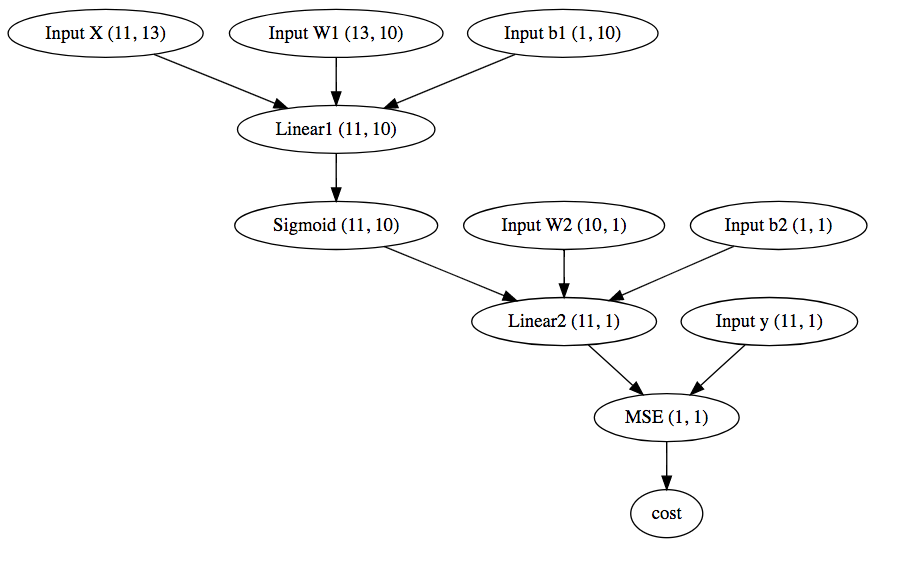 Input X (11, 13)
Input W1 (13, 10)
Input b1 (1, 10)
Linear1 (11, 10)
Sigmoid (11, 10)
Input W2 (10, 1)
Input b2 (1, 1)
Linear2 (11, 1)
Input y (11, 1)
MSE (1, 1)
cost